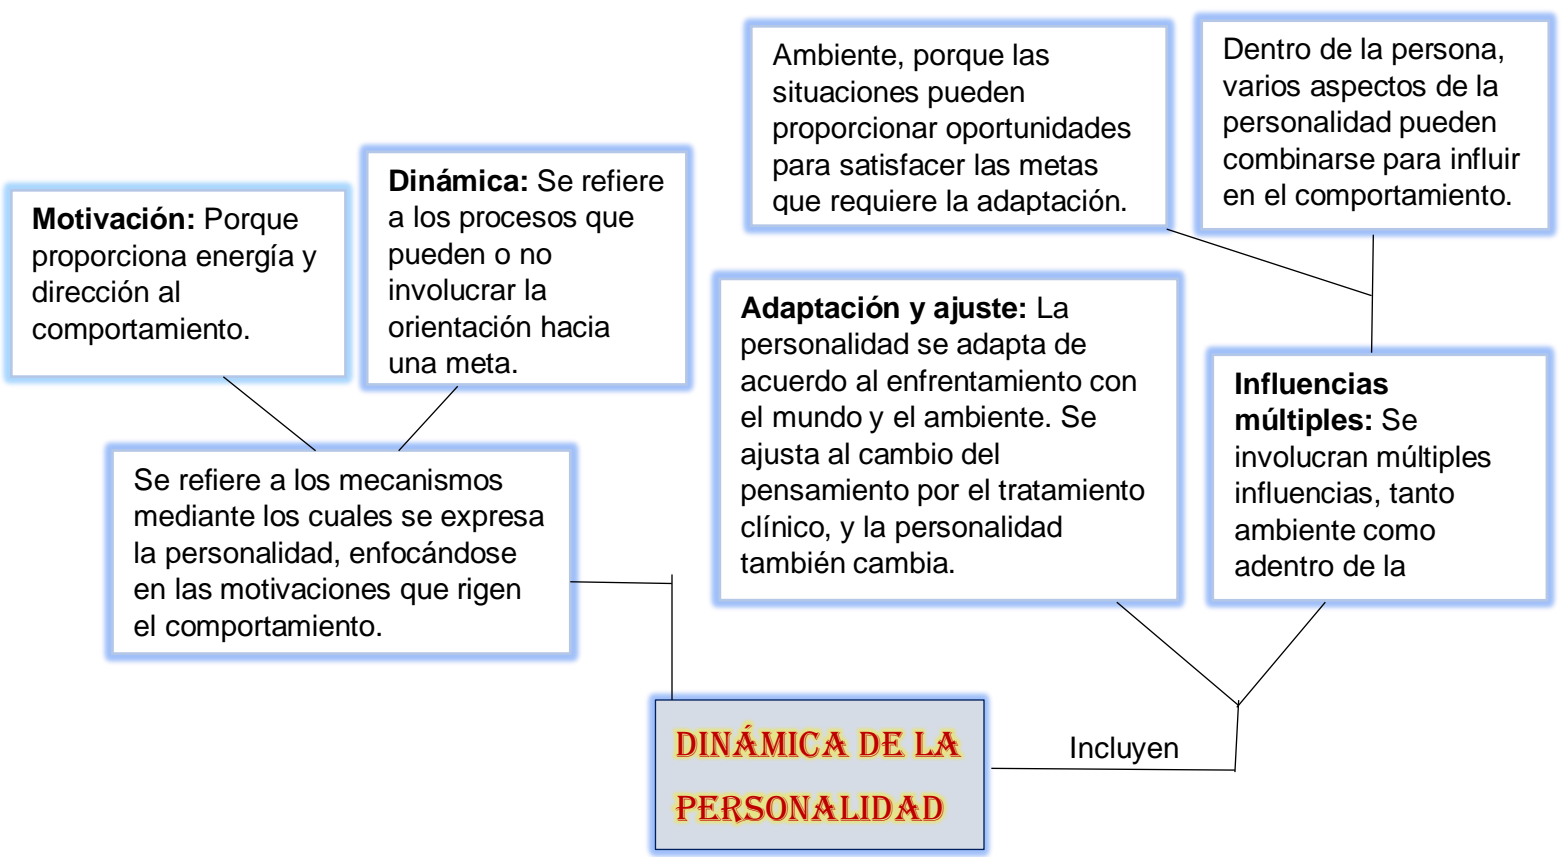 Ambiente, porque las
situaciones pueden
proporcionar oportunidades
para satisfacer las metas
que requiere la adaptación.
Dentro de la persona,
varios aspectos de la
personalidad pueden
combinarse para influir
en el comportamiento.
Motivación: Porque
proporciona energía y
dirección al
comportamiento.
Dinámica: Se refiere
a los procesos que
pueden o no
involucrar la
orientación hacia
una meta.
Adaptación y ajuste: La
personalidad se adapta de
acuerdo al enfrentamiento con
el mundo y el ambiente. Se
ajusta al cambio del
pensamiento por el tratamiento
clínico, y la personalidad
también cambia.
Influencias
múltiples: Se
involucran múltiples
influencias, tanto
ambiente como
adentro de la
Se refiere a los mecanismos
mediante los cuales se expresa
la personalidad, enfocándose
en las motivaciones que rigen
el comportamiento.
DINÁMICA DE LA
PERSONALIDAD
Incluyen